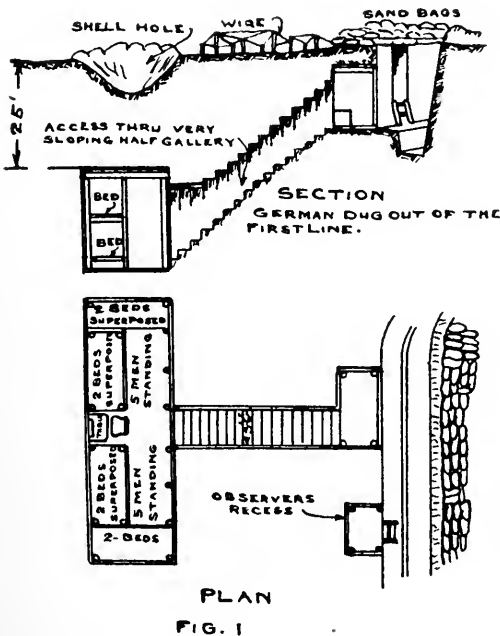 SHELL HOLE
WIRE
SAND BAGS
25'
ACCESS THRU VERY
SLOPING HALF GALLERY
BED
BED
SECTION
GERMAN DUG OUT OF THE
FIRST LINE.
2 BEDS
SUPERPOSED
2 BEDS
SUPERPOSED
5 MEN
STANDING
2 BEDS
SUPERPOSED
5 MEN
STANDING
2-BEDS
OBSERVERS
RECESS
PLAN
FIG. 1